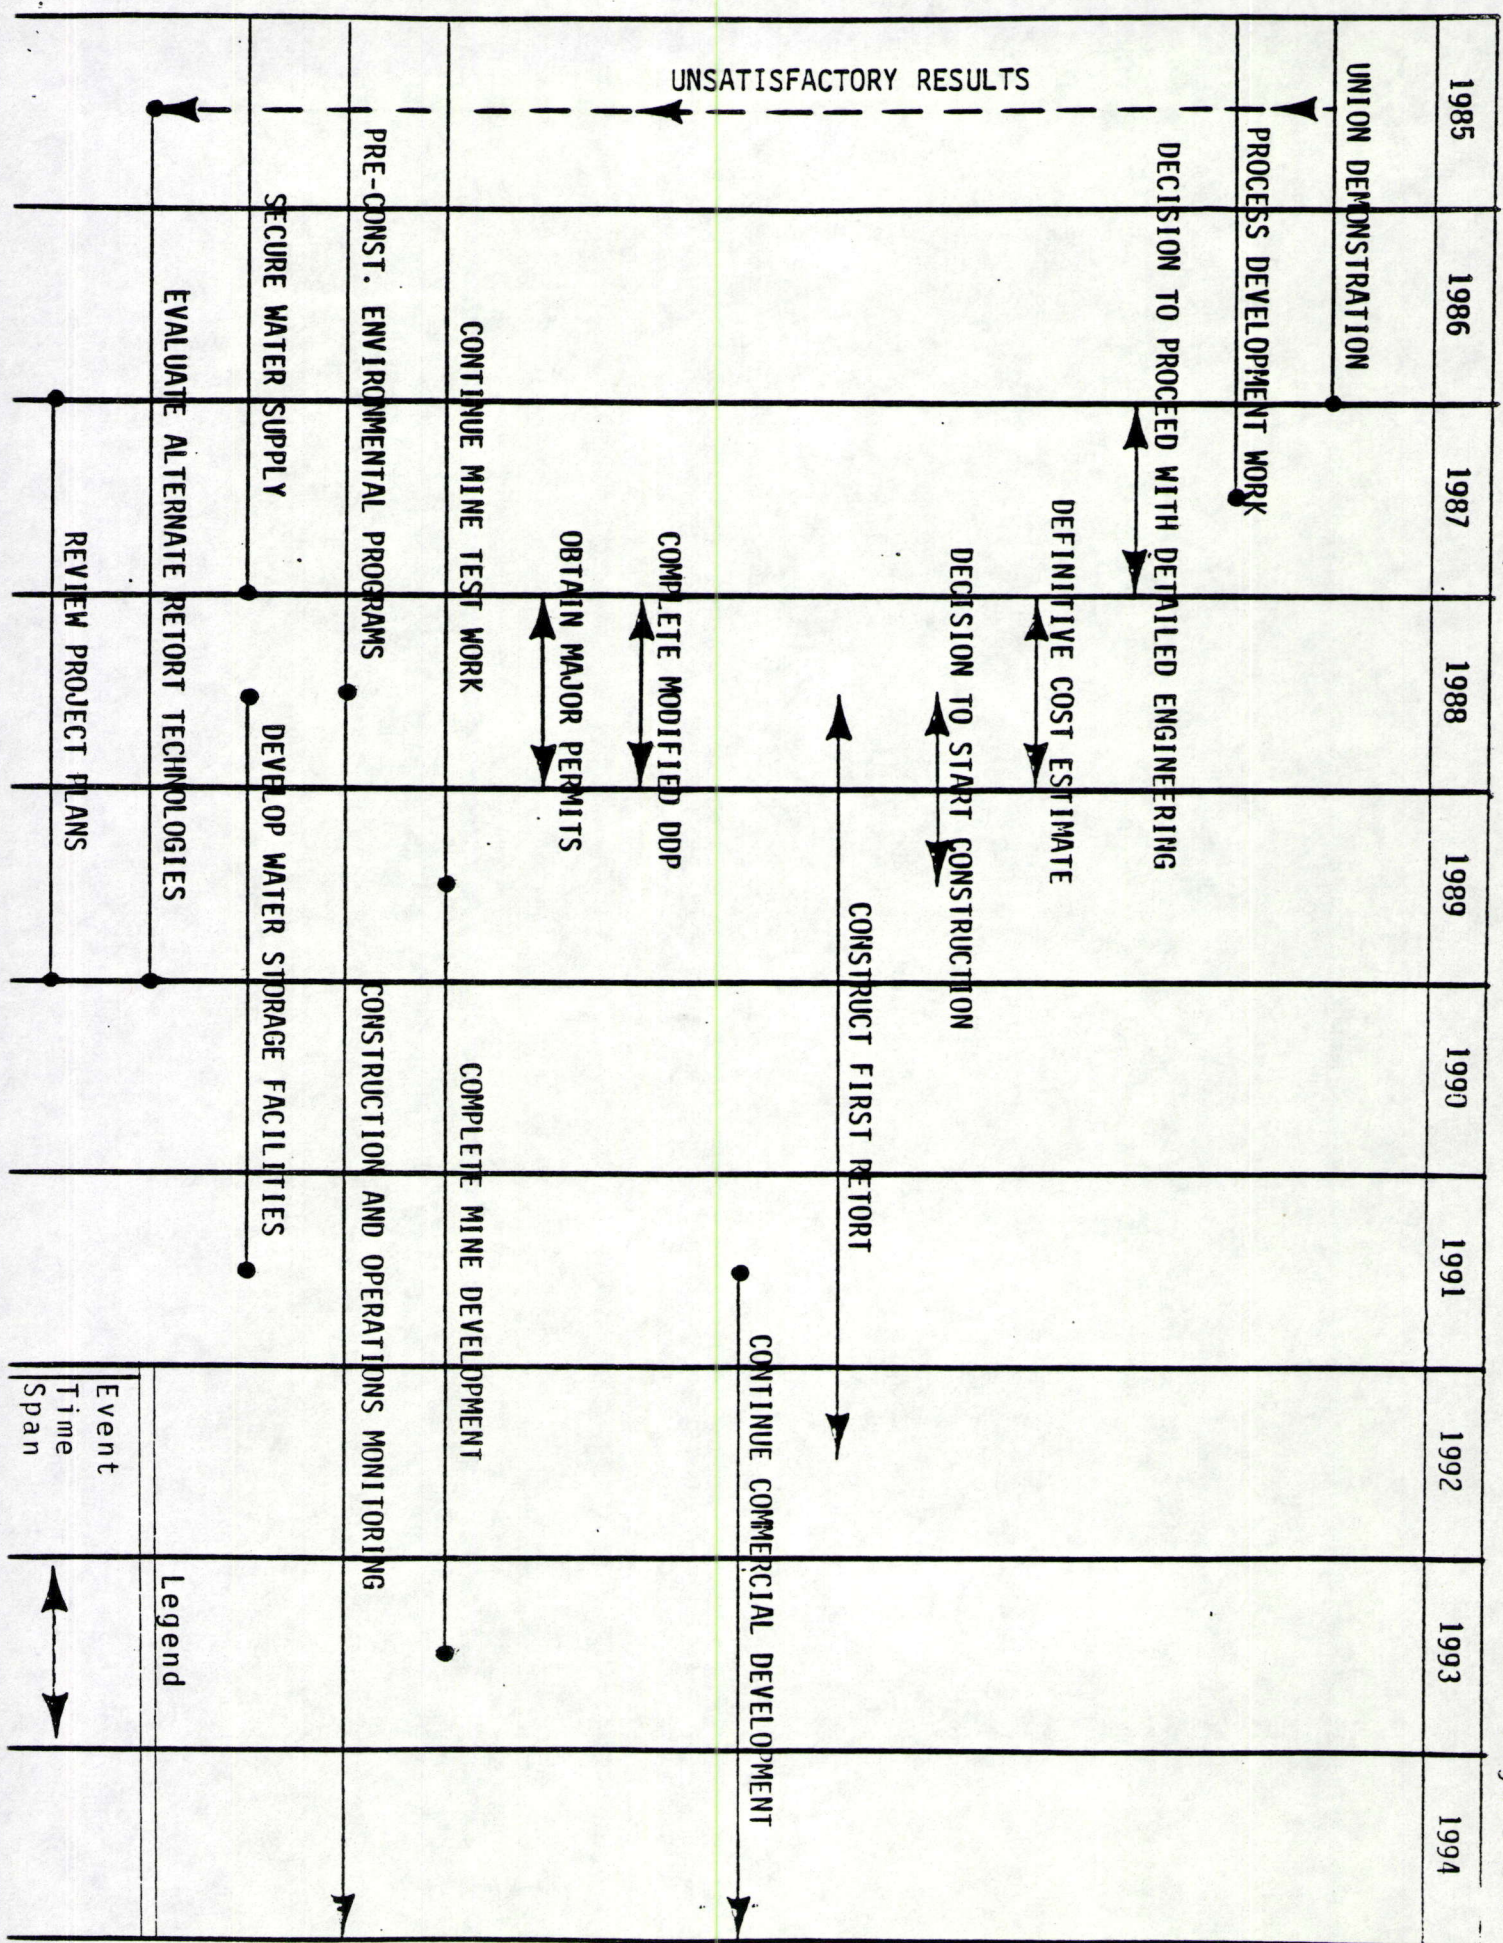 1985 1986 1987 1988 1989 1990 1991 1992 1993 1994
UNION DEMONSTRATION
PROCESS DEVELOPMENT WORK
DECISION TO PROCEED WITH DETAILED ENGINEERING
DEFINITIVE COST ESTIMATE
DECISION TO START CONSTRUCTION
CONSTRUCT FIRST RETORT
CONTINUE COMMERCIAL DEVELOPMENT
UNSATISFACTORY RESULTS
COMPLETE MODIFIED DDP
OBTAIN MAJOR PERMITS
CONTINUE MINE TEST WORK
COMPLETE MINE DEVELOPMENT
PRE-CONST. ENVIRONMENTAL PROGRAMS
CONSTRUCTION AND OPERATIONS MONITORING
SECURE WATER SUPPLY
DEVELOP WATER STORAGE FACILITIES
EVALUATE ALTERNATE RETORT TECHNOLOGIES
REVIEW PROJECT PLANS
Legend
Event
Time
Span